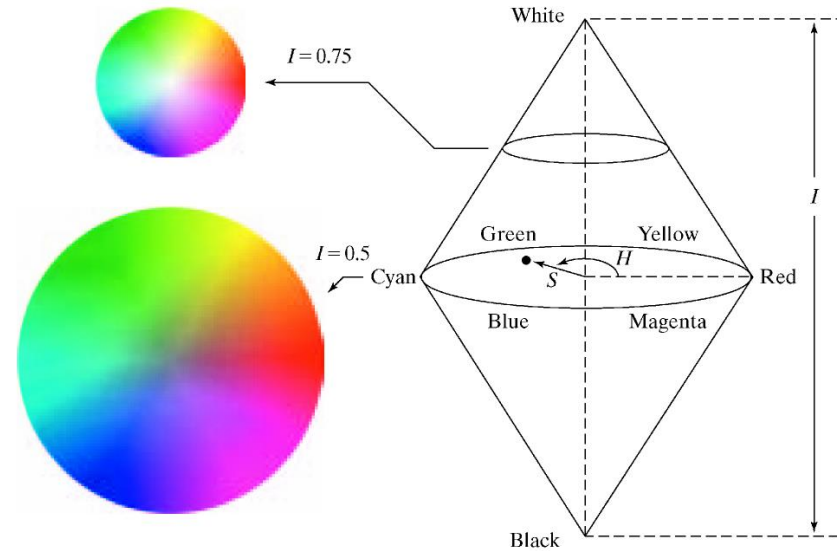 White
I = 0.75
I
Green Yellow
I = 0.5
H
Cyan S Red
Blue Magenta
Black